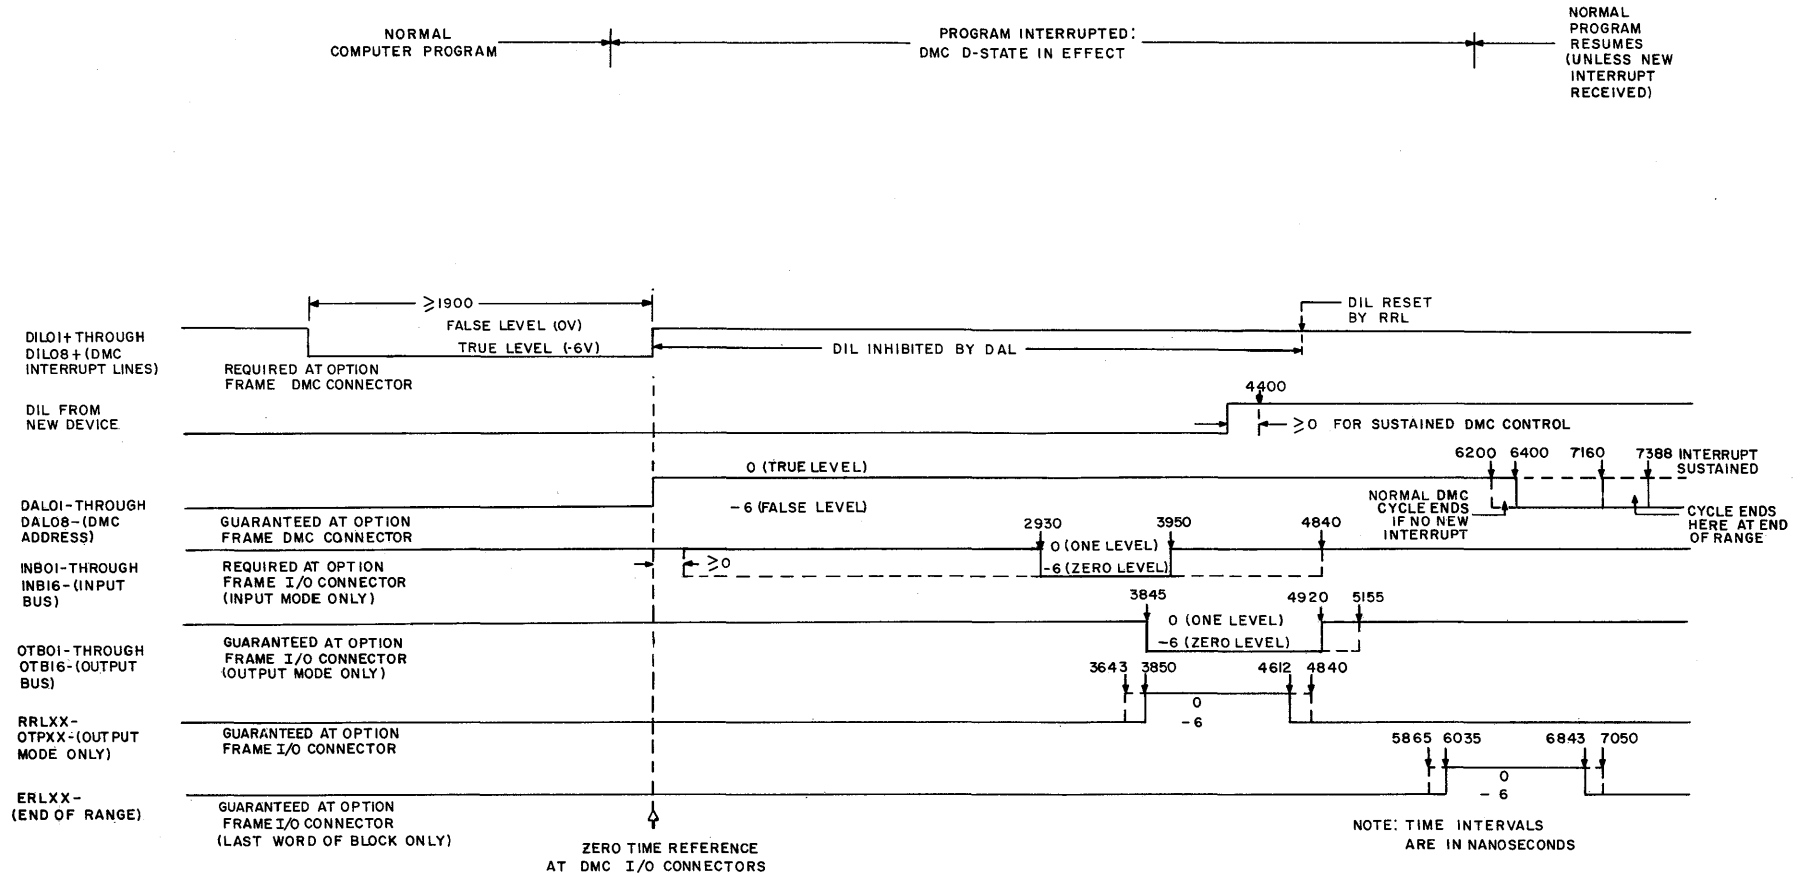 NORMAL
COMPUTER PROGRAM
PROGRAM INTERRUPTED:
DMC D-STATE IN EFFECT
NORMAL
PROGRAM
RESUMES
(UNLESS NEW
INTERRUPT
RECEIVED)
≥1900
DIL RESET
BY RRL
DIL01+ THROUGH
DIL08+ (DMC
INTERRUPT LINES)
FALSE LEVEL (0V)
TRUE LEVEL (-6V)
DIL INHIBITED BY DAL
REQUIRED AT OPTION
FRAME DMC CONNECTOR
DIL FROM
NEW DEVICE
4400
≥0 FOR SUSTAINED DMC CONTROL
0 (TRUE LEVEL)
-6 (FALSE LEVEL)
6200 6400 7160 7388 INTERRUPT
SUSTAINED
NORMAL DMC
CYCLE ENDS
IF NO NEW
INTERRUPT
CYCLE ENDS
HERE AT END
OF RANGE
DAL01-THROUGH
DAL08-(DMC
ADDRESS)
GUARANTEED AT OPTION
FRAME DMC CONNECTOR
2930 3950 4840
0 (ONE LEVEL)
-6 (ZERO LEVEL)
≥0
INB01-THROUGH
INB16-(INPUT
BUS)
REQUIRED AT OPTION
FRAME I/O CONNECTOR
(INPUT MODE ONLY)
3845 4920 5155
0 (ONE LEVEL)
-6 (ZERO LEVEL)
OTB01-THROUGH
OTB16-(OUTPUT
BUS)
GUARANTEED AT OPTION
FRAME I/O CONNECTOR
(OUTPUT MODE ONLY)
3643 3850 4612 4840
0
-6
RRLXX-
OTPXX-(OUTPUT
MODE ONLY)
GUARANTEED AT OPTION
FRAME I/O CONNECTOR
5865 6035 6843 7050
0
-6
ERLXX-
(END OF RANGE)
GUARANTEED AT OPTION
FRAME I/O CONNECTOR
(LAST WORD OF BLOCK ONLY)
ZERO TIME REFERENCE
AT DMC I/O CONNECTORS
NOTE: TIME INTERVALS
ARE IN NANOSECONDS